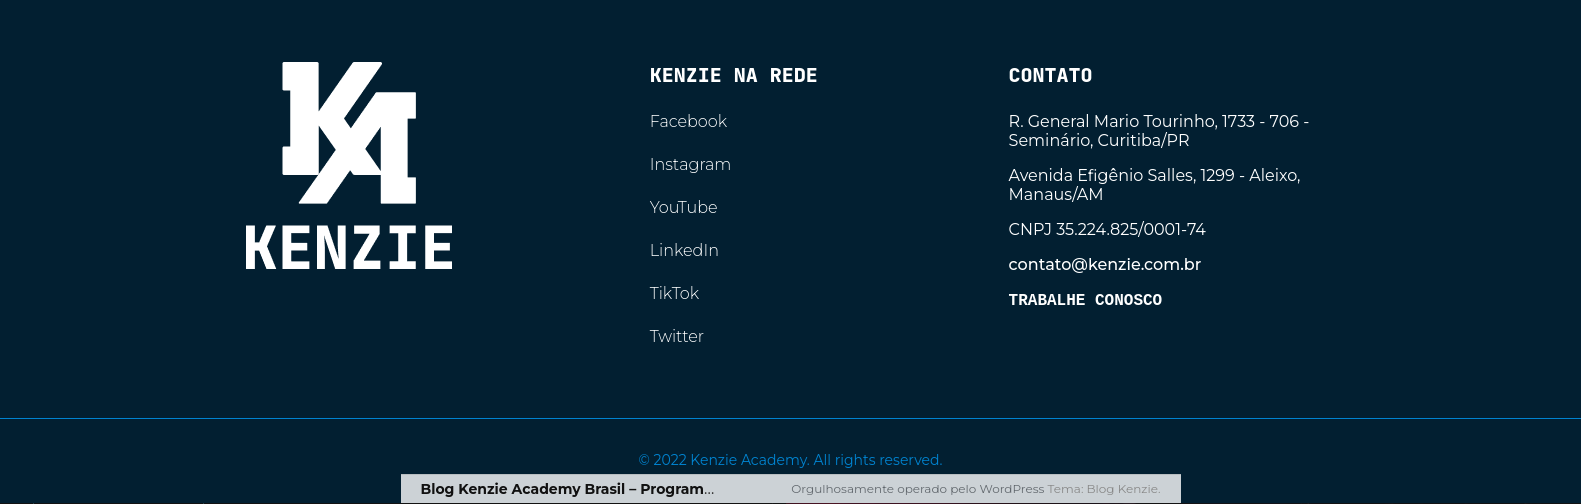 KENZIE
KENZIE NA REDE
Facebook
Instagram
YouTube
LinkedIn
TikTok
Twitter
CONTATO
R. General Mario Tourinho, 1733 - 706 -
Seminário, Curitiba/PR
Avenida Efigênio Salles, 1299 - Aleixo,
Manaus/AM
CNPJ 35.224.825/0001-74
contato@kenzie.com.br
TRABALHE CONOSCO
© 2022 Kenzie Academy. All rights reserved.
Blog Kenzie Academy Brasil – Program...
Orgulhosamente operado pelo WordPress Tema: Blog Kenzie.